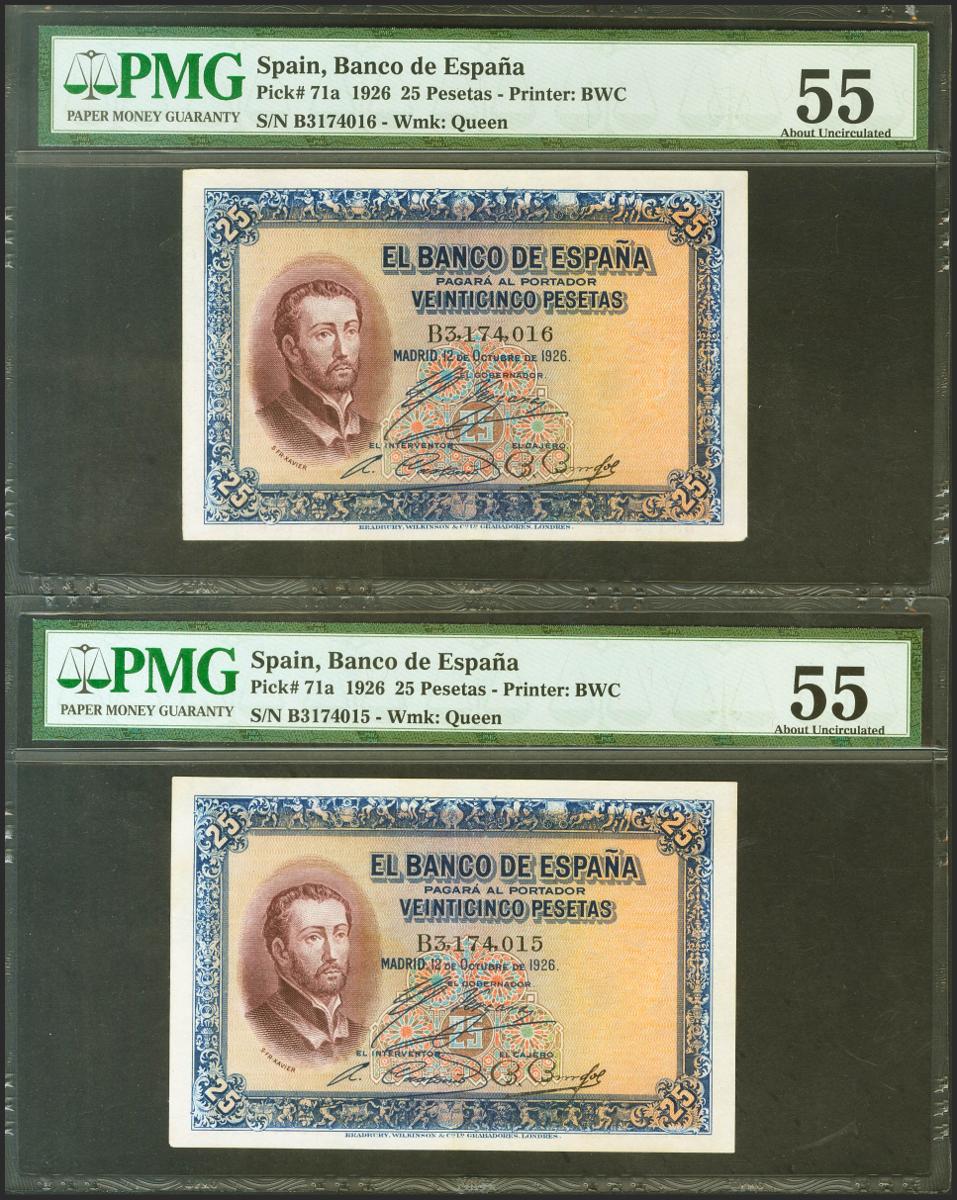 PMG
PAPER MONEY GUARANTY
Spain, Banco de España
Pick# 71a 1926 25 Pesetas - Printer: BWC
S/N B3174016 - Wmk: Queen
55
About Uncirculated
25 25
EL BANCO DE ESPAÑA
PAGARÁ AL PORTADOR
VEINTICINCO PESETAS
B3,174,016
MADRID, 12 DE OCTUBRE DE 1926.
EL GOBERNADOR
25
EL INTERVENTOR EL CAJERO
S. FR. XAVIER
25 25
BRADBURY, WILKINSON & Cº Lᵈ GRABADORES, LONDRES.
PMG
PAPER MONEY GUARANTY
Spain, Banco de España
Pick# 71a 1926 25 Pesetas - Printer: BWC
S/N B3174015 - Wmk: Queen
55
About Uncirculated
25 25
EL BANCO DE ESPAÑA
PAGARÁ AL PORTADOR
VEINTICINCO PESETAS
B3,174,015
MADRID, 12 DE OCTUBRE DE 1926.
EL GOBERNADOR
25
EL INTERVENTOR EL CAJERO
S. FR. XAVIER
25 25
BRADBURY, WILKINSON & Cº Lᵈ GRABADORES, LONDRES.